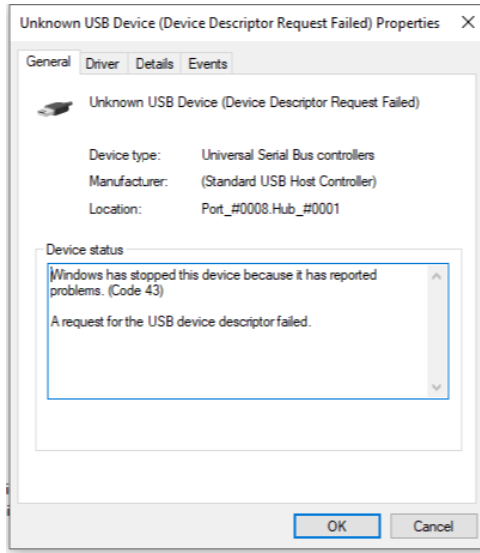 Unknown USB Device (Device Descriptor Request Failed) Properties
General Driver Details Events
Unknown USB Device (Device Descriptor Request Failed)
Device type: Universal Serial Bus controllers
Manufacturer: (Standard USB Host Controller)
Location: Port_#0008.Hub_#0001
Device status
Windows has stopped this device because it has reported
problems. (Code 43)
A request for the USB device descriptor failed.
OK Cancel